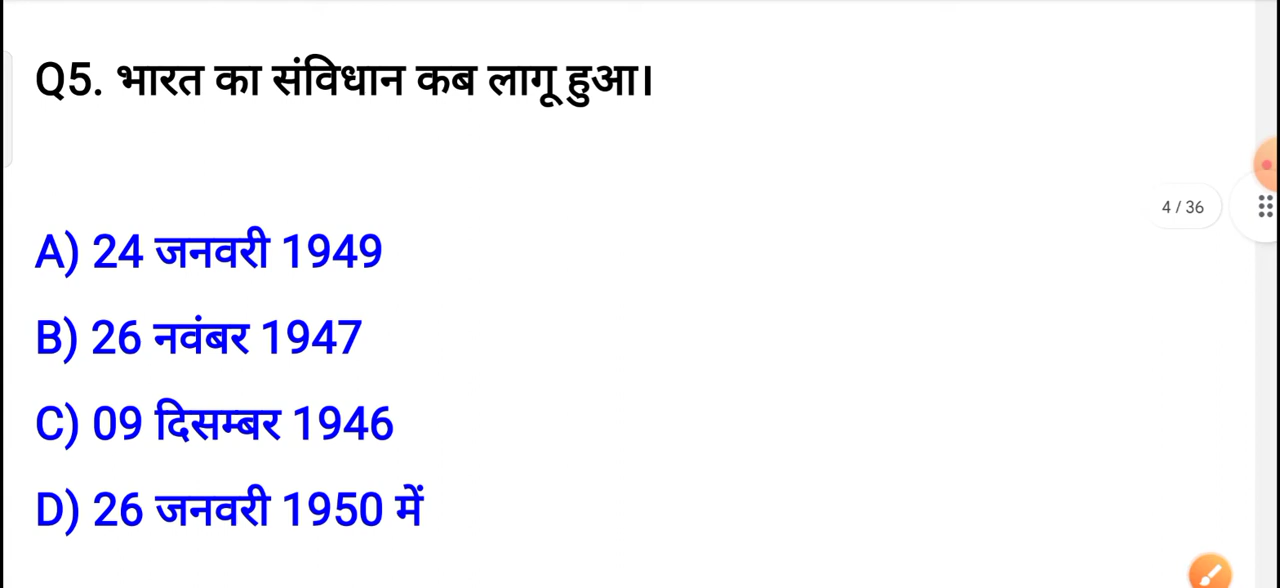 Q5. भारत का संविधान कब लागू हुआ।
4 / 36
A) 24 जनवरी 1949
B) 26 नवंबर 1947
C) 09 दिसम्बर 1946
D) 26 जनवरी 1950 में